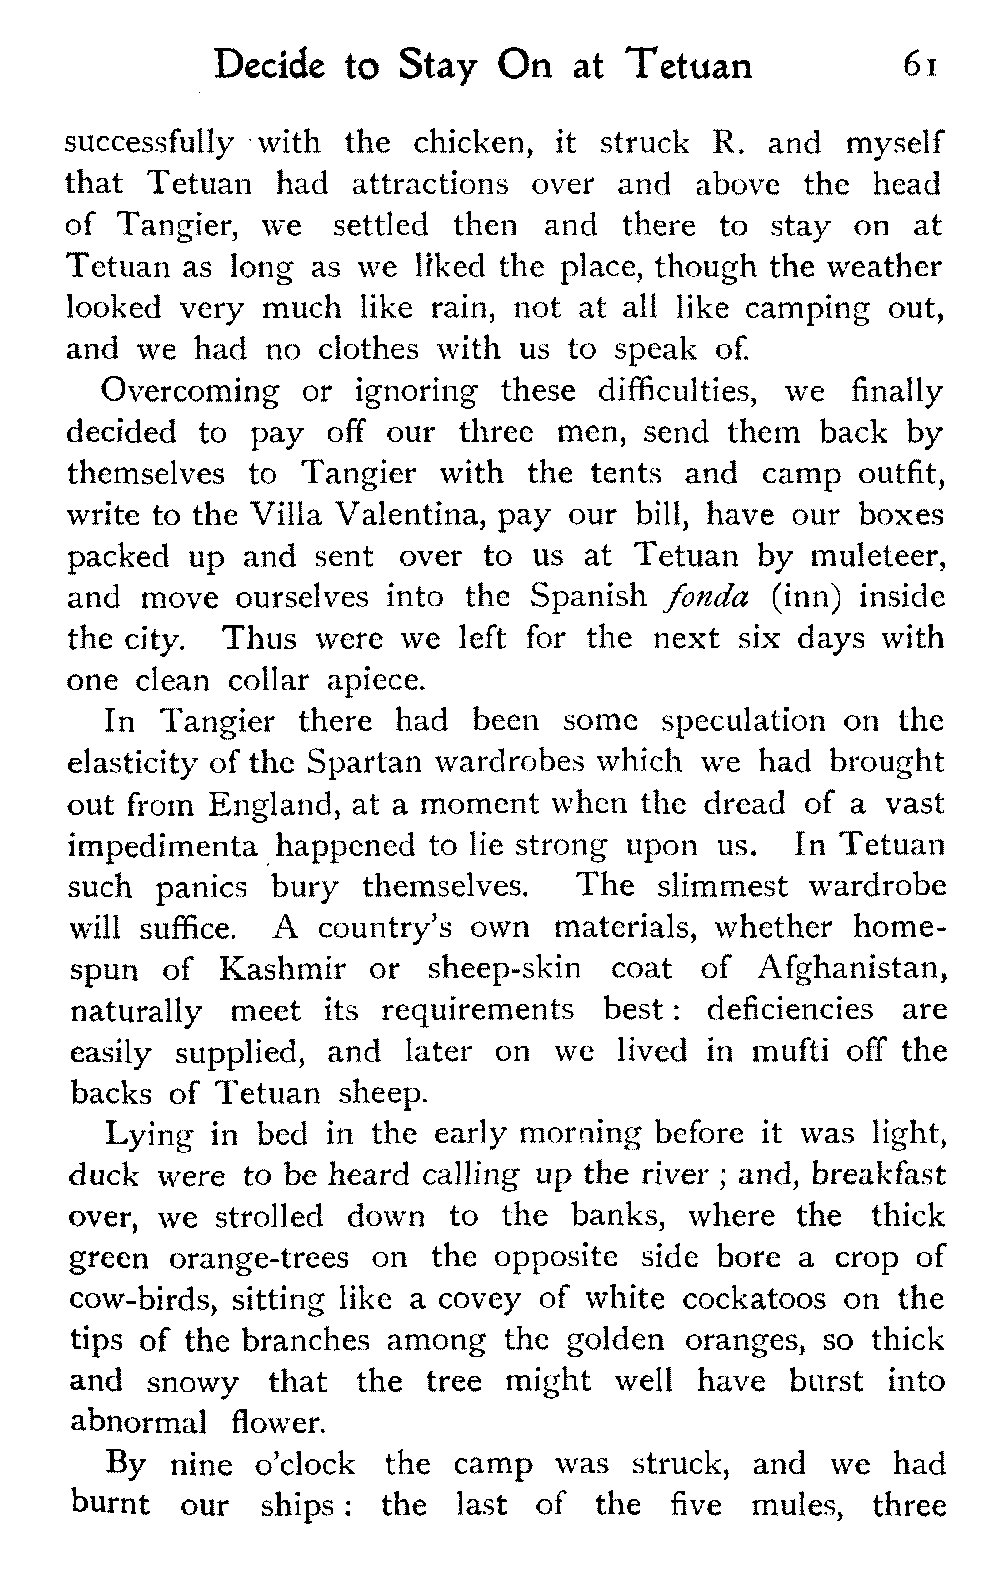 Decide to Stay On at Tetuan 61
successfully with the chicken, it struck R. and myself
that Tetuan had attractions over and above the head
of Tangier, we settled then and there to stay on at
Tetuan as long as we liked the place, though the weather
looked very much like rain, not at all like camping out,
and we had no clothes with us to speak of.
Overcoming or ignoring these difficulties, we finally
decided to pay off our three men, send them back by
themselves to Tangier with the tents and camp outfit,
write to the Villa Valentina, pay our bill, have our boxes
packed up and sent over to us at Tetuan by muleteer,
and move ourselves into the Spanish fonda (inn) inside
the city. Thus were we left for the next six days with
one clean collar apiece.
In Tangier there had been some speculation on the
elasticity of the Spartan wardrobes which we had brought
out from England, at a moment when the dread of a vast
impedimenta happened to lie strong upon us. In Tetuan
such panics bury themselves. The slimmest wardrobe
will suffice. A country's own materials, whether home-
spun of Kashmir or sheep-skin coat of Afghanistan,
naturally meet its requirements best : deficiencies are
easily supplied, and later on we lived in mufti off the
backs of Tetuan sheep.
Lying in bed in the early morning before it was light,
duck were to be heard calling up the river ; and, breakfast
over, we strolled down to the banks, where the thick
green orange-trees on the opposite side bore a crop of
cow-birds, sitting like a covey of white cockatoos on the
tips of the branches among the golden oranges, so thick
and snowy that the tree might well have burst into
abnormal flower.
By nine o'clock the camp was struck, and we had
burnt our ships : the last of the five mules, three